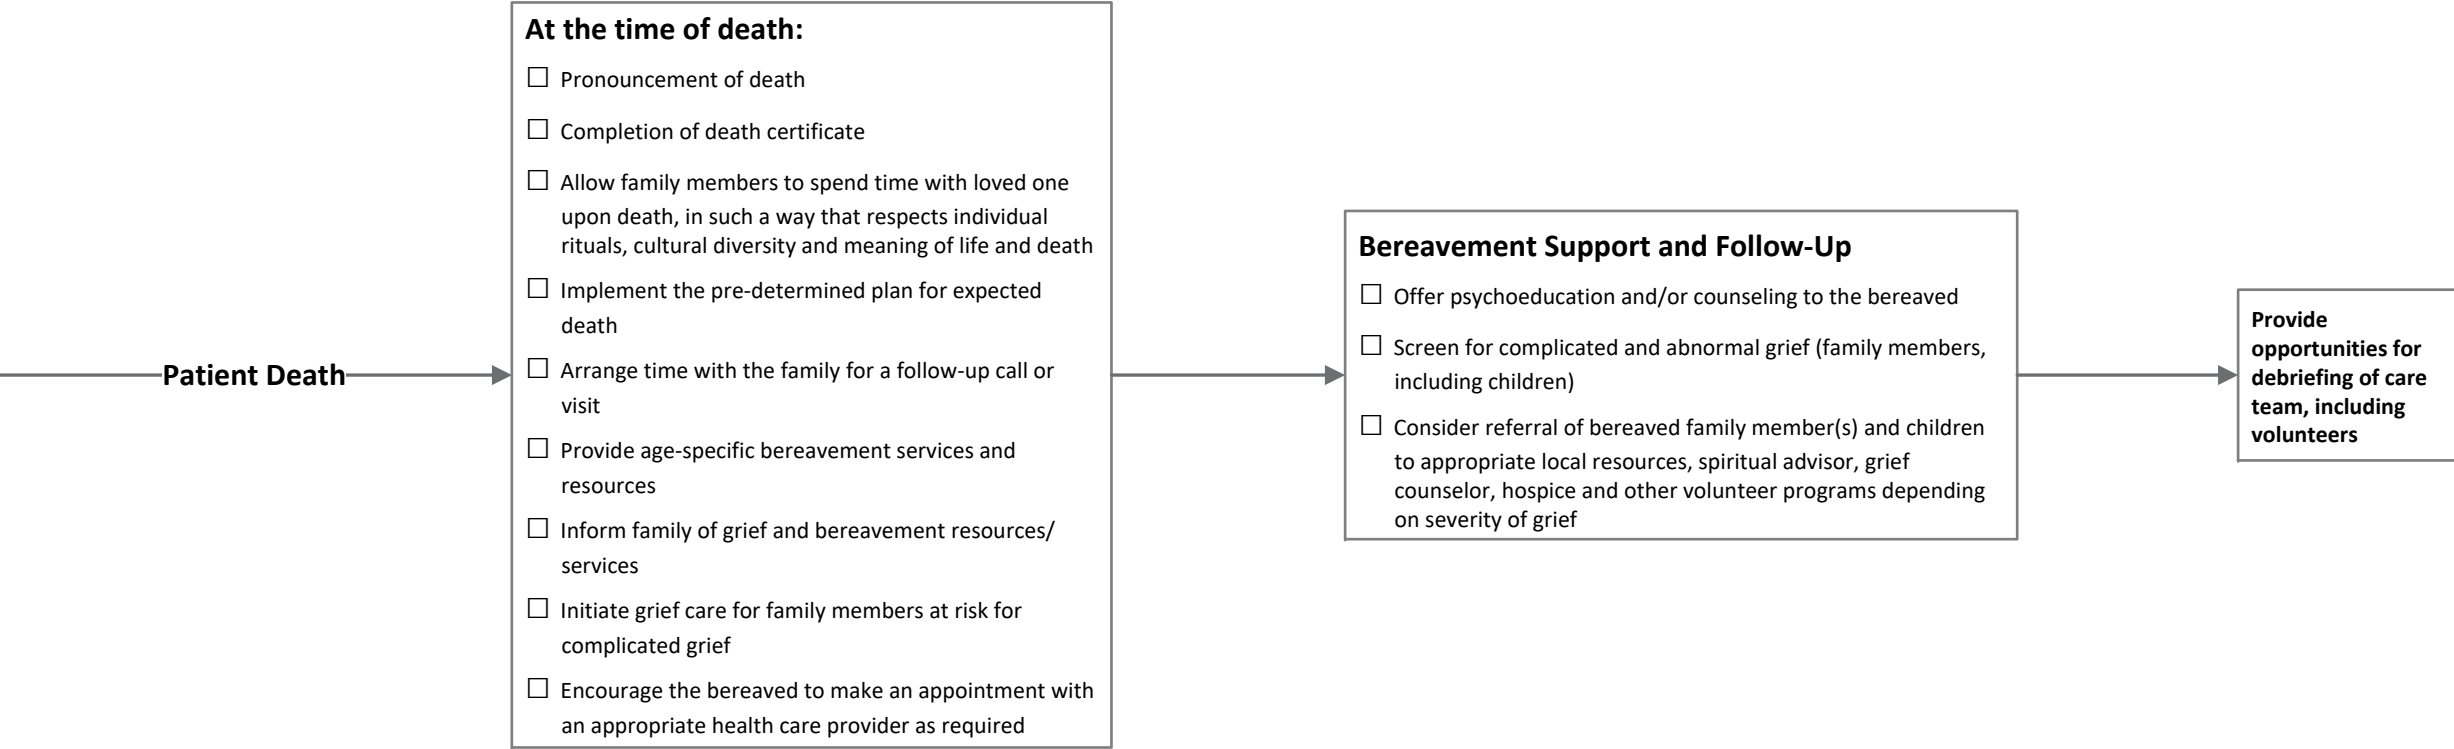 Patient Death
At the time of death:
☐ Pronouncement of death
☐ Completion of death certificate
☐ Allow family members to spend time with loved one
upon death, in such a way that respects individual
rituals, cultural diversity and meaning of life and death
☐ Implement the pre-determined plan for expected
death
☐ Arrange time with the family for a follow-up call or
visit
☐ Provide age-specific bereavement services and
resources
☐ Inform family of grief and bereavement resources/
services
☐ Initiate grief care for family members at risk for
complicated grief
☐ Encourage the bereaved to make an appointment with
an appropriate health care provider as required
Bereavement Support and Follow-Up
☐ Offer psychoeducation and/or counseling to the bereaved
☐ Screen for complicated and abnormal grief (family members,
including children)
☐ Consider referral of bereaved family member(s) and children
to appropriate local resources, spiritual advisor, grief
counselor, hospice and other volunteer programs depending
on severity of grief
Provide
opportunities for
debriefing of care
team, including
volunteers